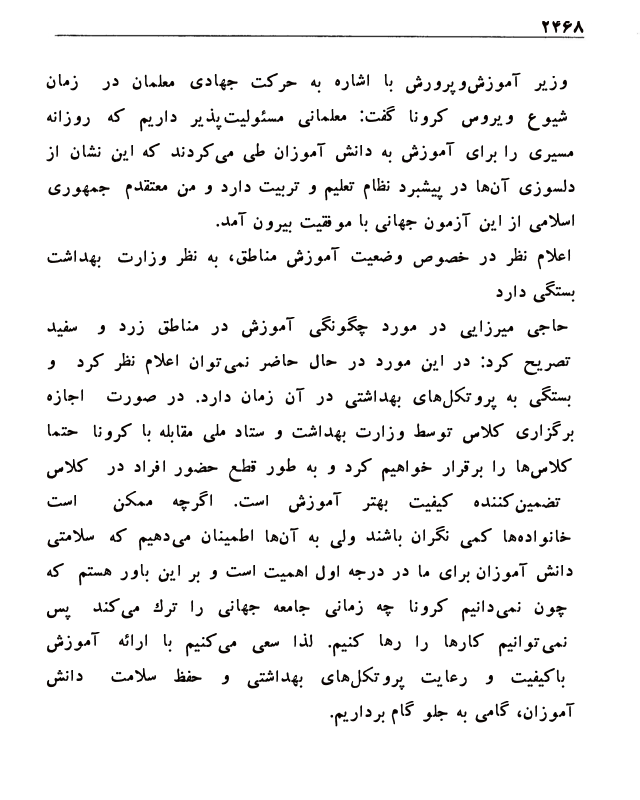 ۲۴۶۸
وزیر آموزش‌وپرورش با اشاره به حرکت جهادی معلمان در زمان
شیوع ویروس کرونا گفت: معلمانی مسئولیت‌پذیر داریم که روزانه
مسیری را برای آموزش به دانش آموزان طی می‌کردند که این نشان از
دلسوزی آن‌ها در پیشبرد نظام تعلیم و تربیت دارد و من معتقدم جمهوری
اسلامی از این آزمون جهانی با موفقیت بیرون آمد.
اعلام نظر در خصوص وضعیت آموزش مناطق، به نظر وزارت بهداشت
بستگی دارد
حاجی میرزایی در مورد چگونگی آموزش در مناطق زرد و سفید
تصریح کرد: در این مورد در حال حاضر نمی‌توان اعلام نظر کرد و
بستگی به پروتکل‌های بهداشتی در آن زمان دارد. در صورت اجازه
برگزاری کلاس توسط وزارت بهداشت و ستاد ملی مقابله با کرونا حتما
کلاس‌ها را برقرار خواهیم کرد و به طور قطع حضور افراد در کلاس
تضمین‌کننده کیفیت بهتر آموزش است. اگرچه ممکن است
خانواده‌ها کمی نگران باشند ولی به آن‌ها اطمینان می‌دهیم که سلامتی
دانش آموزان برای ما در درجه اول اهمیت است و بر این باور هستم که
چون نمی‌دانیم کرونا چه زمانی جامعه جهانی را ترك می‌کند پس
نمی‌توانیم کارها را رها کنیم. لذا سعی می‌کنیم با ارائه آموزش
باکیفیت و رعایت پروتکل‌های بهداشتی و حفظ سلامت دانش
آموزان، گامی به جلو گام برداریم.